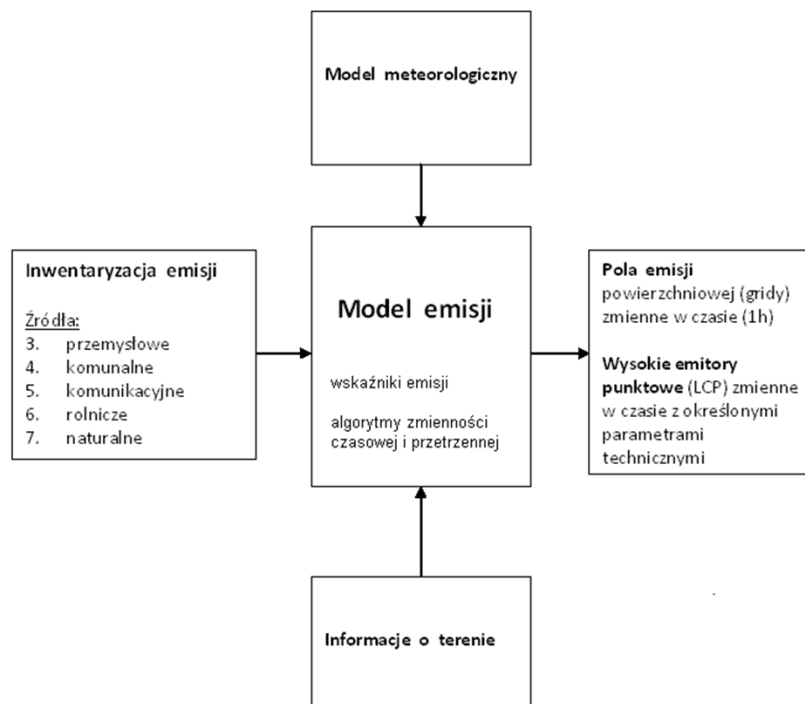 Model meteorologiczny
Inwentaryzacja emisji
Źródła:
3. przemysłowe
4. komunalne
5. komunikacyjne
6. rolnicze
7. naturalne
Model emisji
wskaźniki emisji
algorytmy zmienności
czasowej i przetrzennej
Pola emisji
powierzchniowej (gridy)
zmienne w czasie (1h)
Wysokie emitory
punktowe (LCP) zmienne
w czasie z określonymi
parametrami
technicznymi
Informacje o terenie